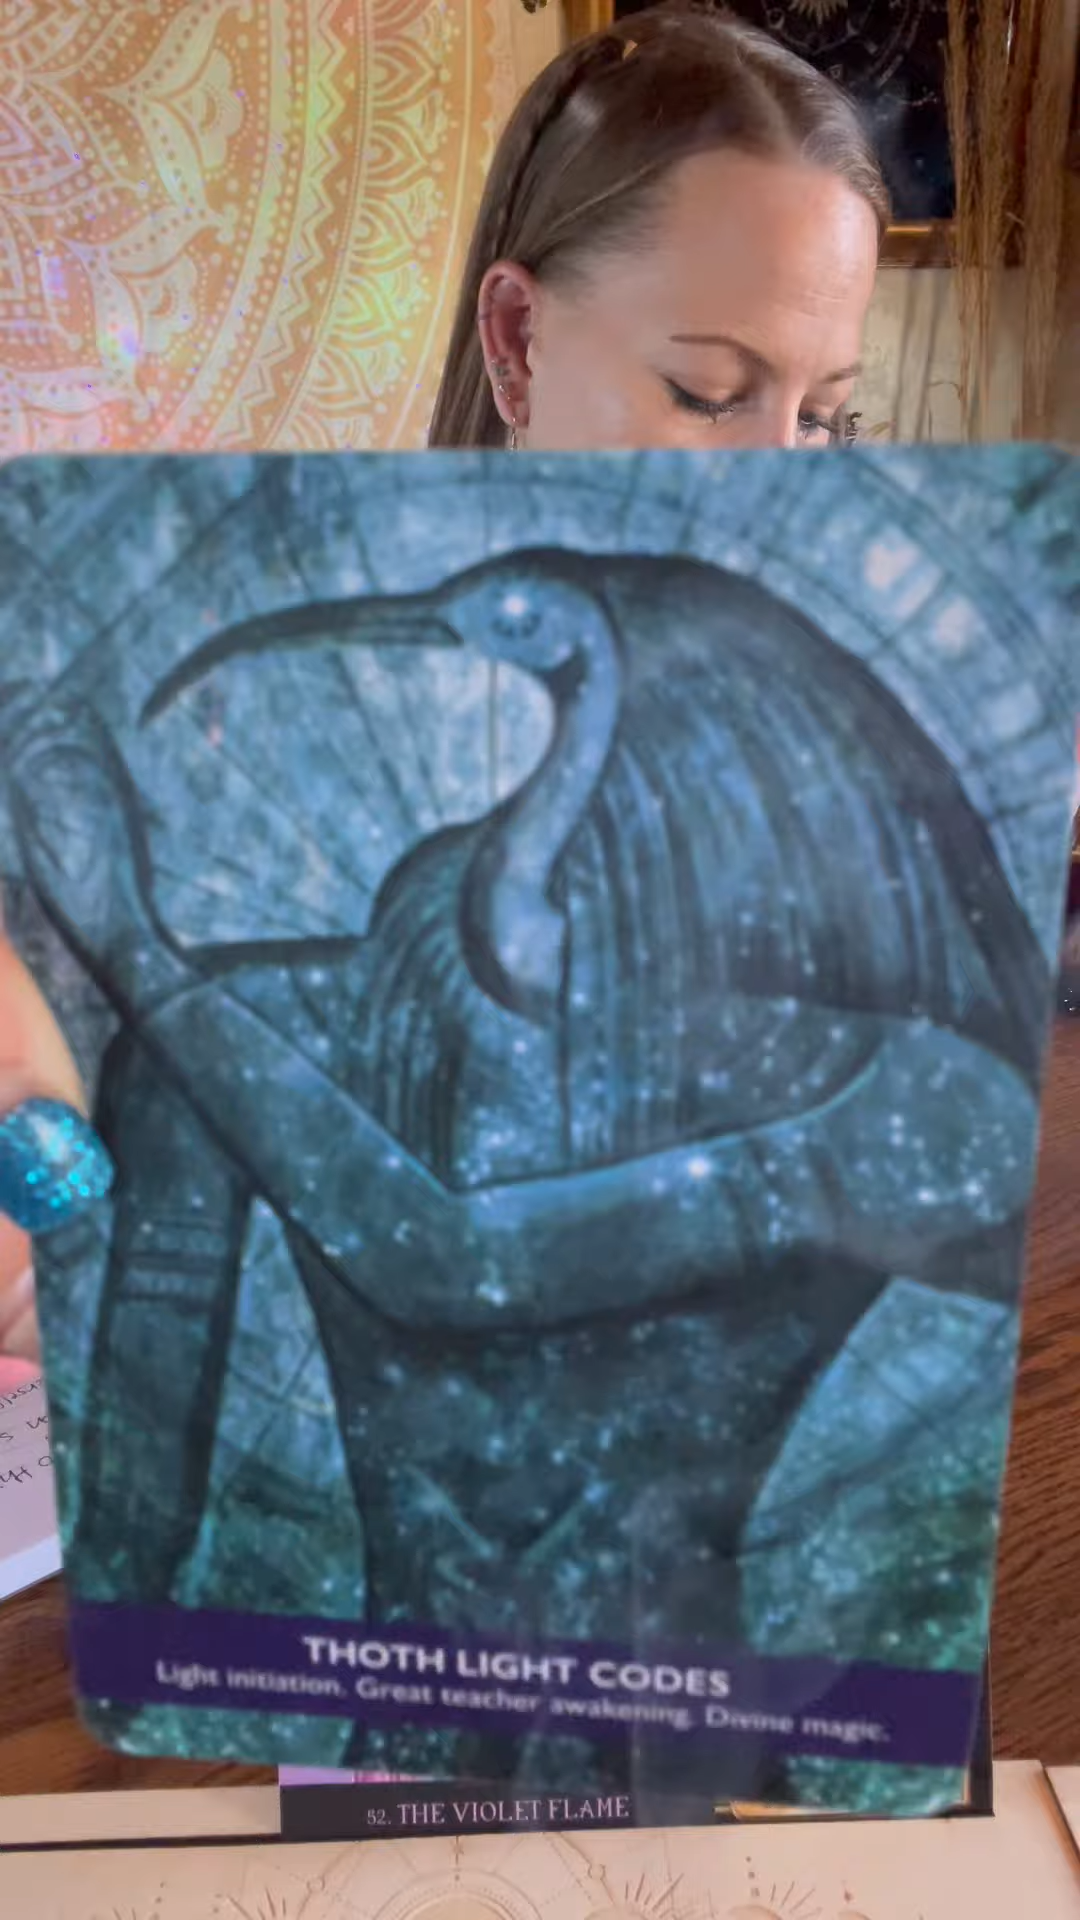 THOTH LIGHT CODES
Light initiation. Great teacher awakening. Divine magic.
52. THE VIOLET FLAME